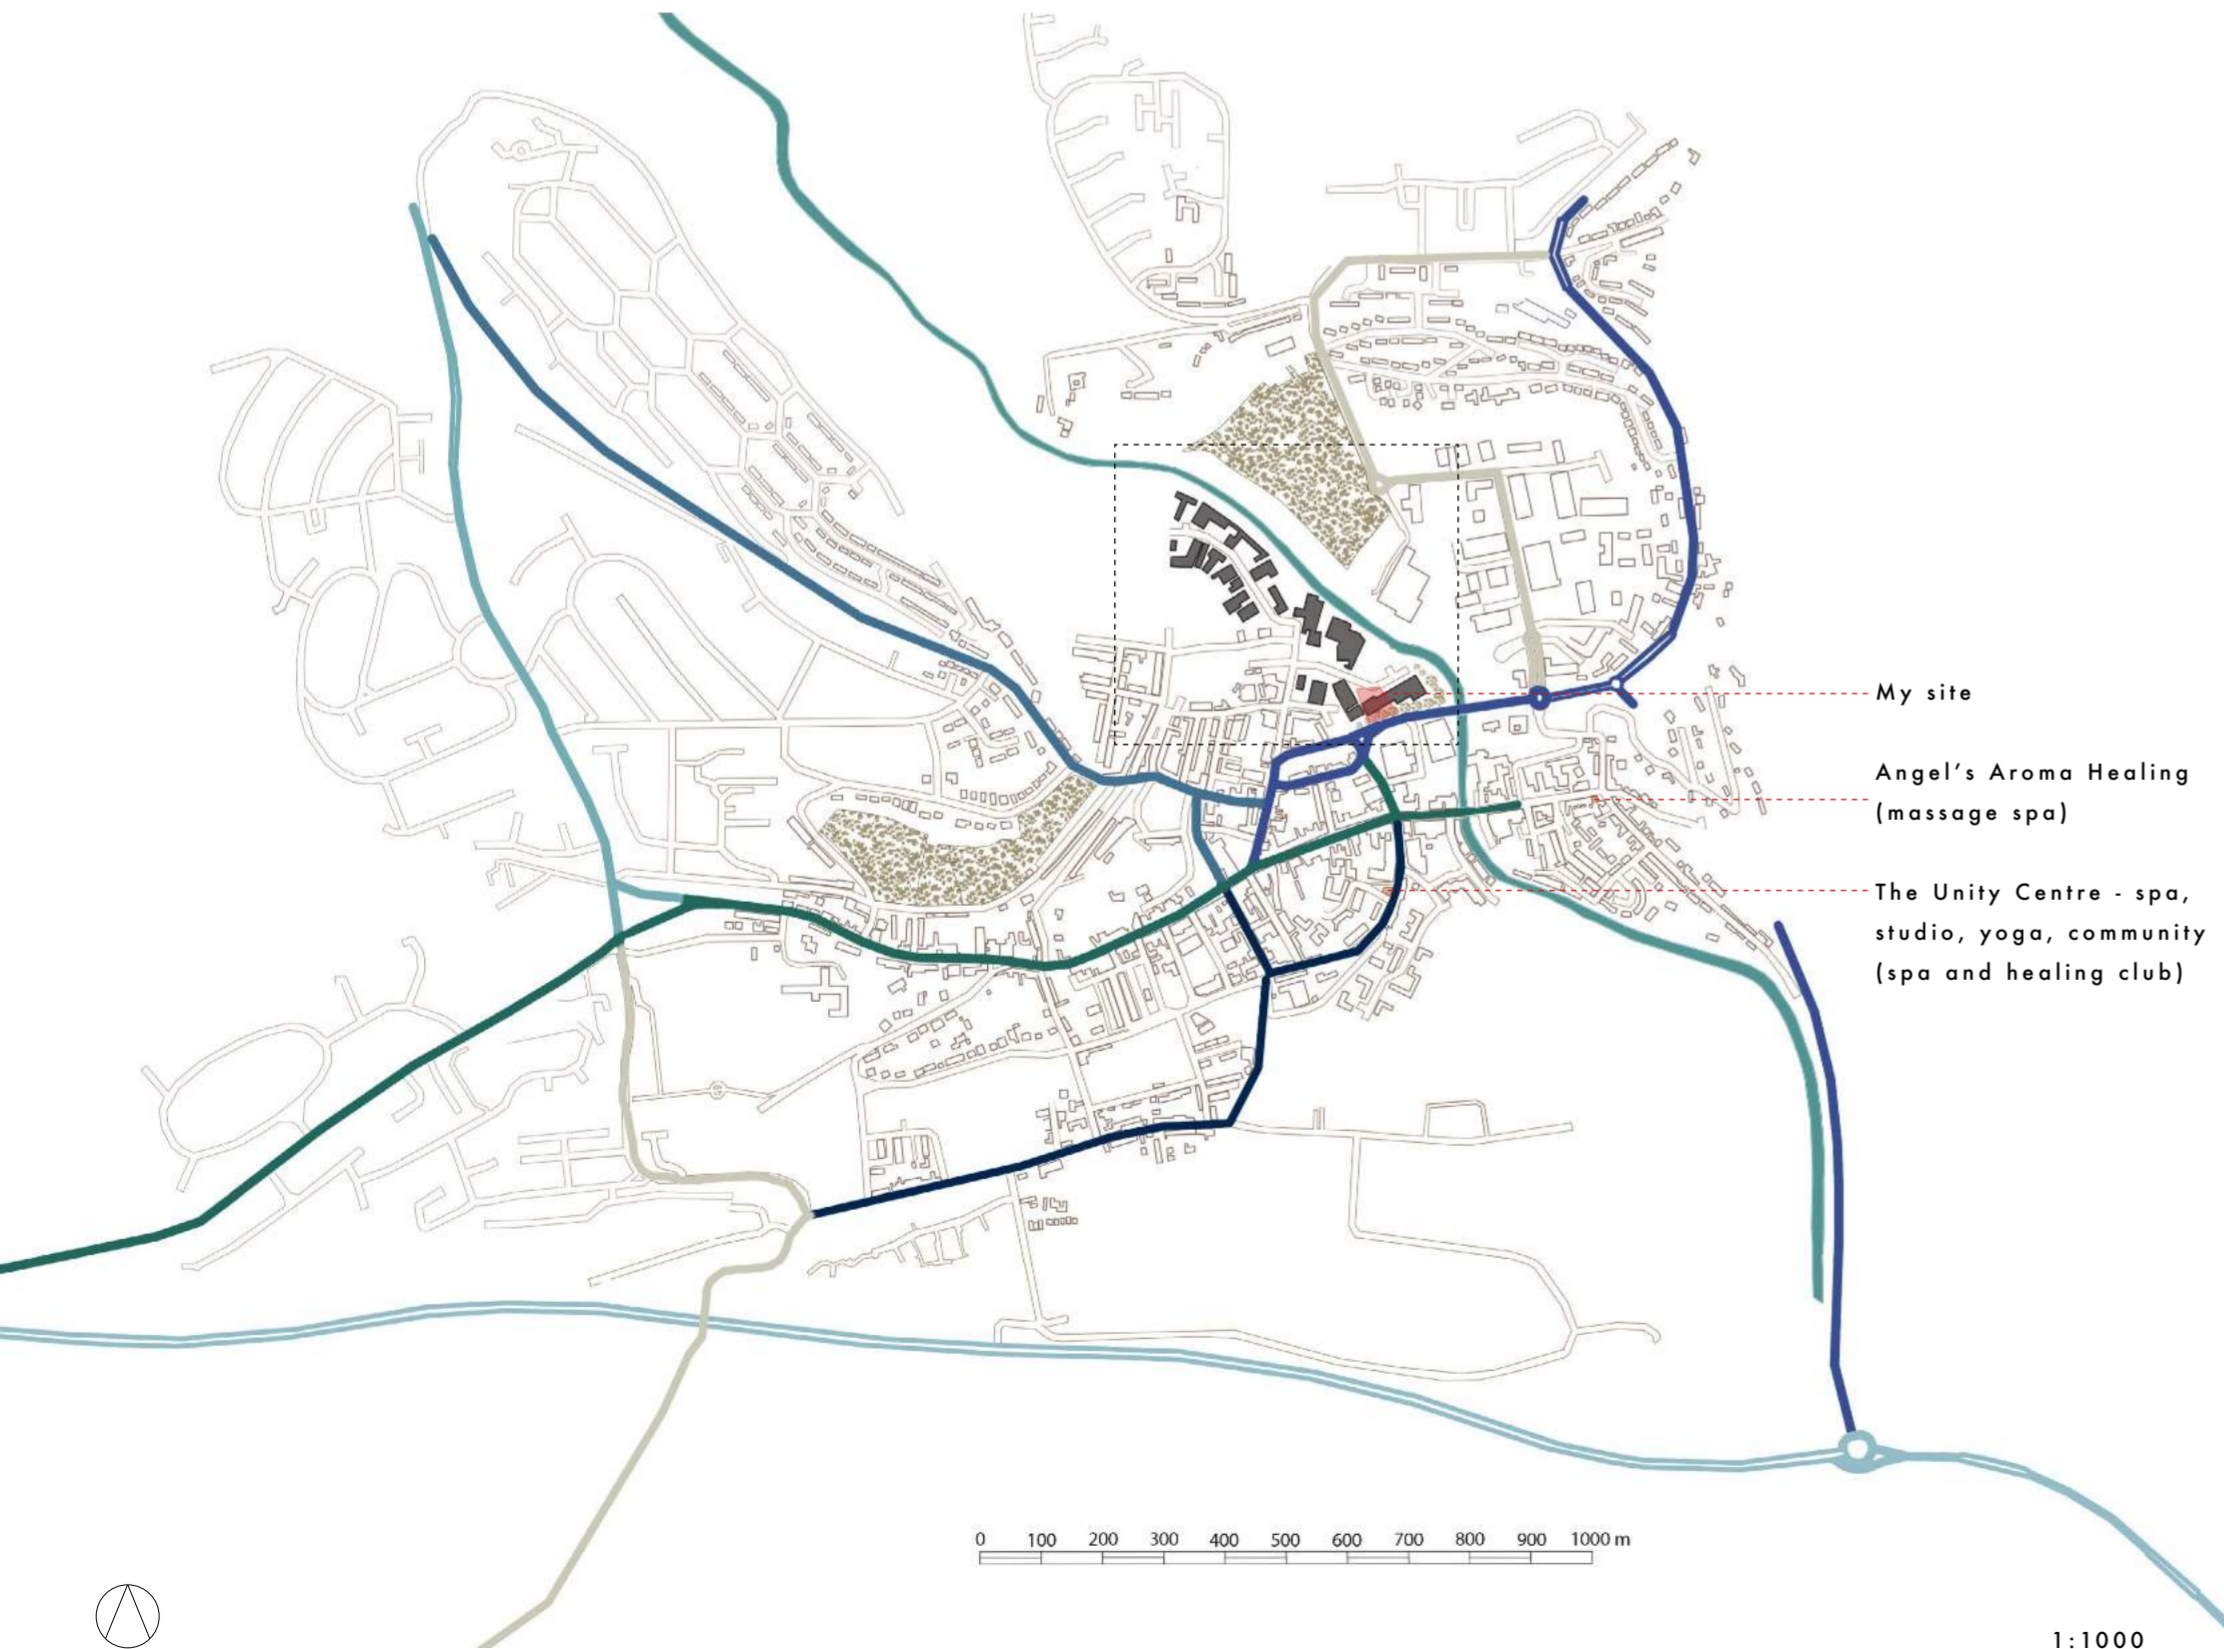 My site
Angel's Aroma Healing
(massage spa)
The Unity Centre - spa,
studio, yoga, community
(spa and healing club)
0 100 200 300 400 500 600 700 800 900 1000 m
1:1000